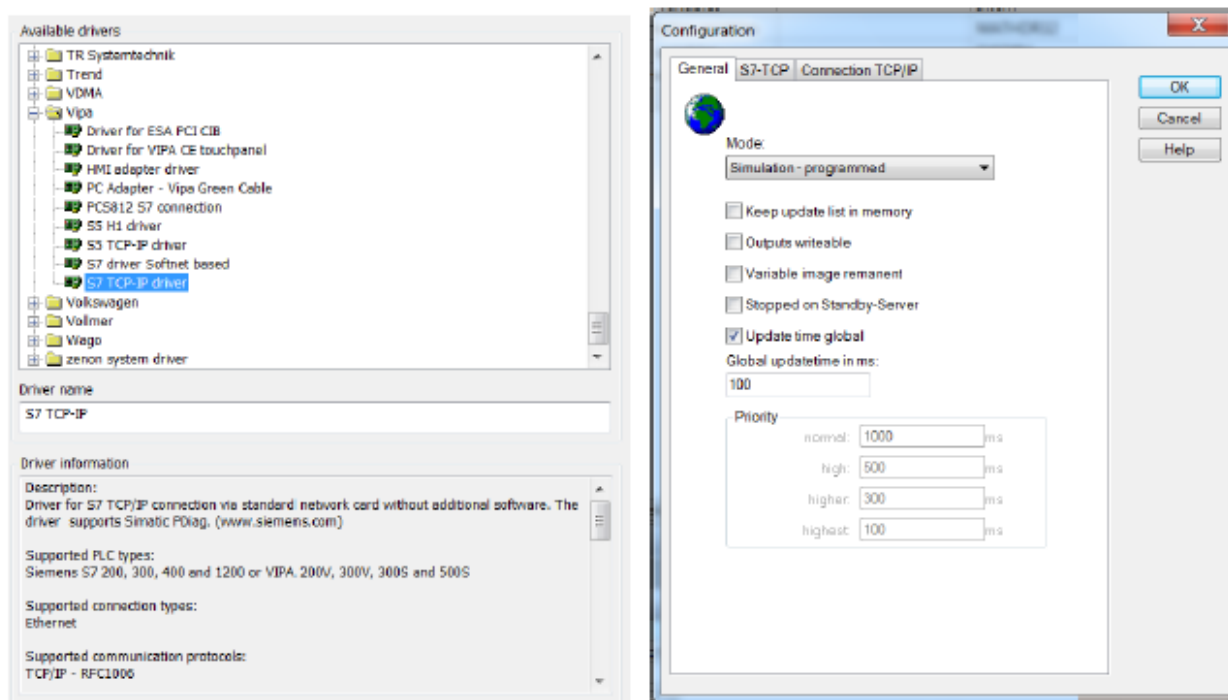 Available drivers
TR Systemtechnik
Trend
VDMA
Vipa
Driver for ESA PCI CIB
Driver for VIPA CE touchpanel
HMI adapter driver
PC Adapter - Vipa Green Cable
PCS812 S7 connection
S5 H1 driver
S5 TCP-IP driver
S7 driver Softnet based
S7 TCP-IP driver
Volkswagen
Vollmer
Wago
zenon system driver
Driver name
S7 TCP-IP
Driver information
Description:
Driver for S7 TCP/IP connection via standard network card without additional software. The
driver supports Simatic PDiag. (www.siemens.com)
Supported PLC types:
Siemens S7 200, 300, 400 and 1200 or VIPA. 200V, 300V, 300S and 500S
Supported connection types:
Ethernet
Supported communication protocols:
TCP/IP - RFC1006
Configuration
General S7-TCP Connection TCP/IP
OK
Cancel
Help
Mode:
Simulation - programmed
Keep update list in memory
Outputs writeable
Variable image remanent
Stopped on Standby-Server
Update time global
Global updatetime in ms:
100
Priority
normal: 1000 ms
high: 500 ms
higher: 300 ms
highest: 100 ms